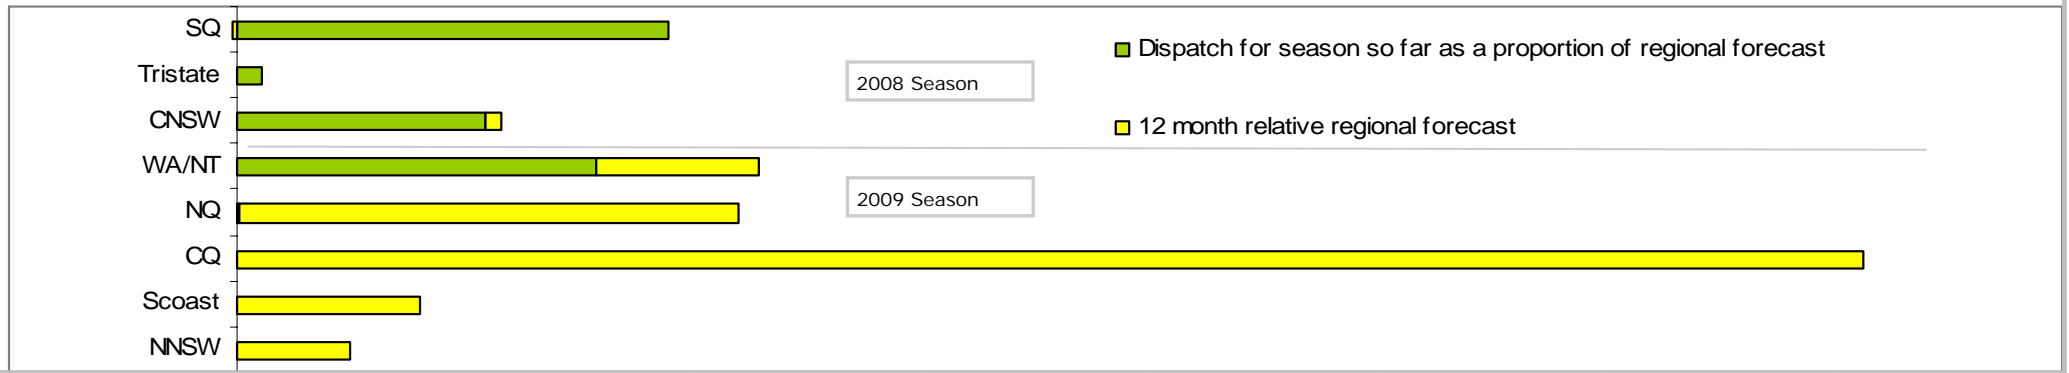 SQ
Dispatch for season so far as a proportion of regional forecast
Tristate
2008 Season
CNSW
12 month relative regional forecast
WA/NT
NQ
2009 Season
CQ
Scoast
NNSW